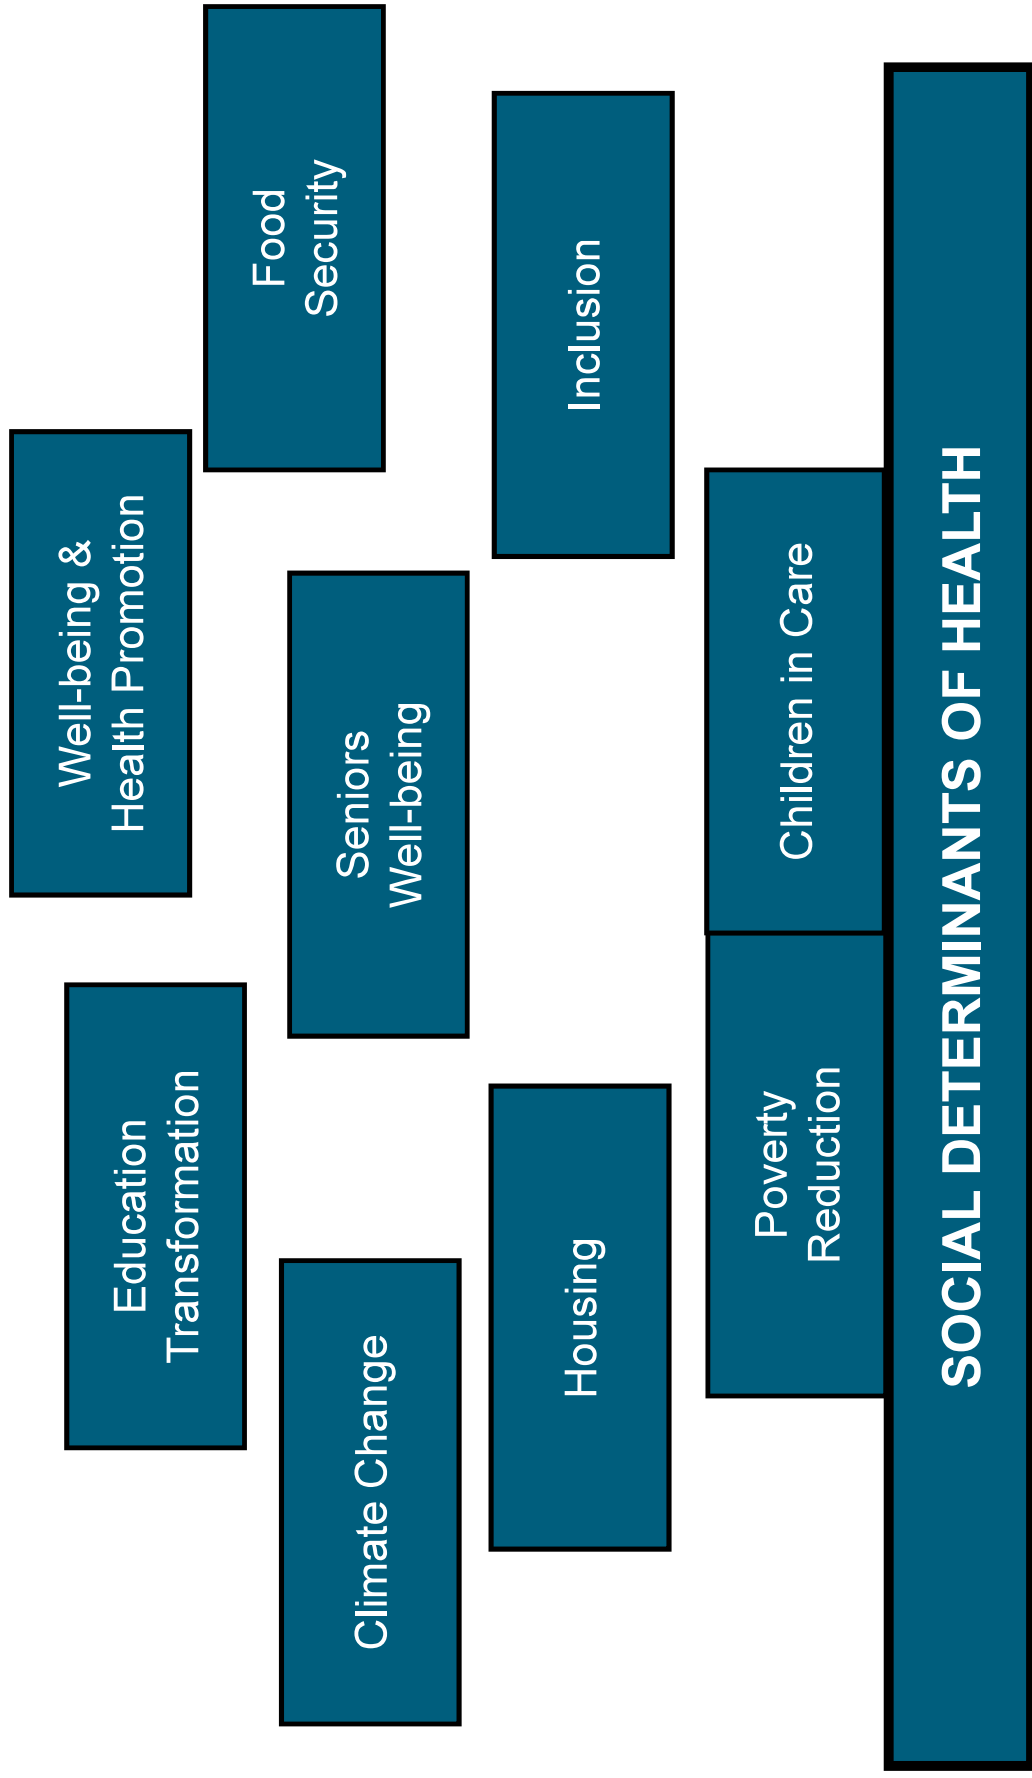 Well-being &
Health Promotion
Education
Transformation
Food
Security
Climate Change
Seniors
Well-being
Housing
Inclusion
Poverty
Reduction
Children in Care
SOCIAL DETERMINANTS OF HEALTH